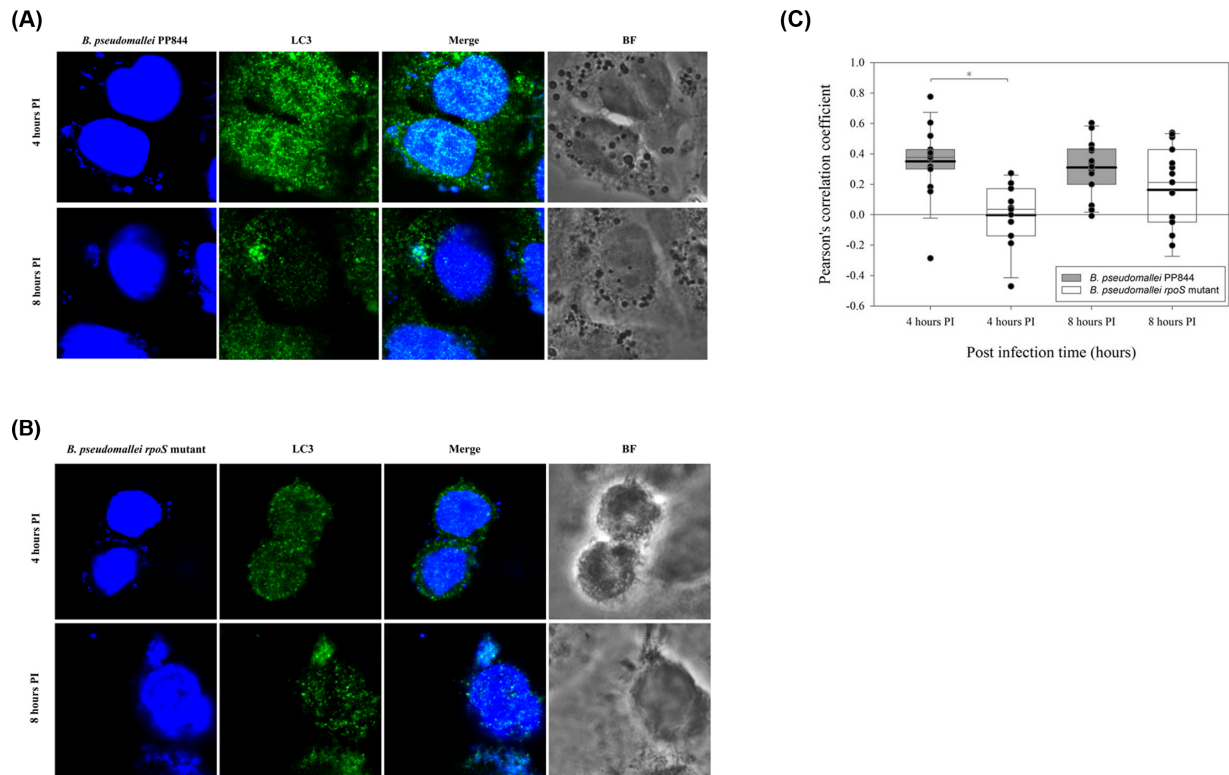 (A)
B. pseudomallei PP844 LC3 Merge BF
4 hours PI
8 hours PI
(B)
B. pseudomallei rpoS mutant LC3 Merge BF
4 hours PI
8 hours PI
(C)
Pearson's correlation coefficient
1.0
0.8
0.6
0.4
0.2
0.0
-0.2
-0.4
-0.6
*
B. pseudomallei PP844
B. pseudomallei rpoS mutant
4 hours PI 4 hours PI 8 hours PI 8 hours PI
Post infection time (hours)